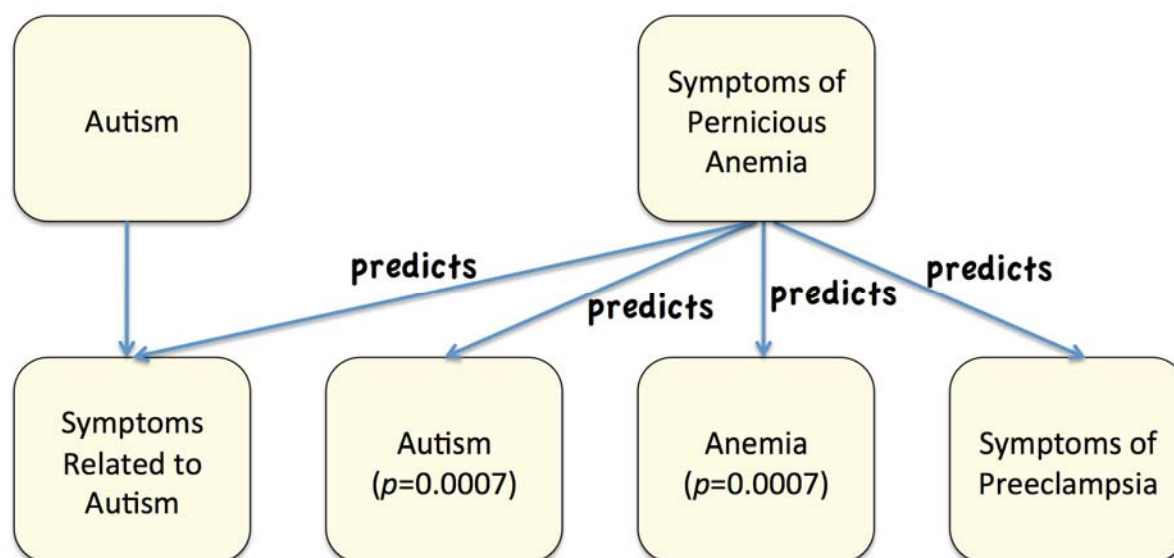 Autism
Symptoms of
Pernicious
Anemia
predicts
predicts
predicts
predicts
Symptoms
Related to
Autism
Autism
(p=0.0007)
Anemia
(p=0.0007)
Symptoms of
Preeclampsia